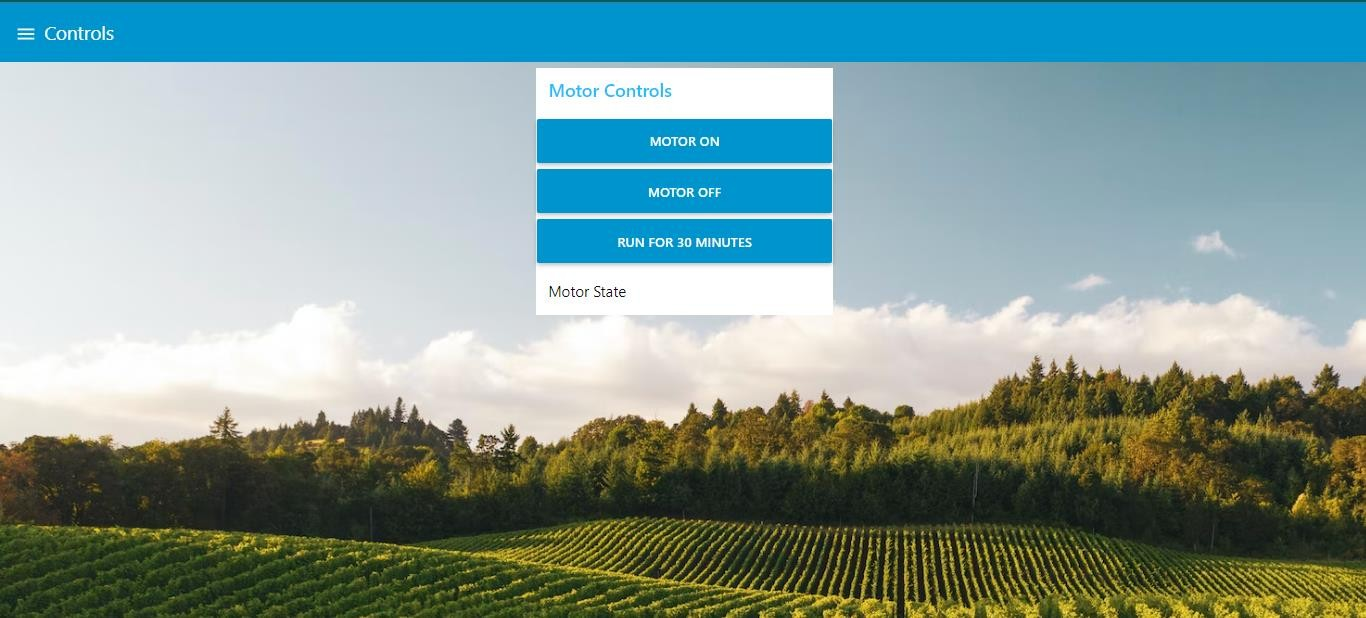 Controls
Motor Controls
MOTOR ON
MOTOR OFF
RUN FOR 30 MINUTES
Motor State